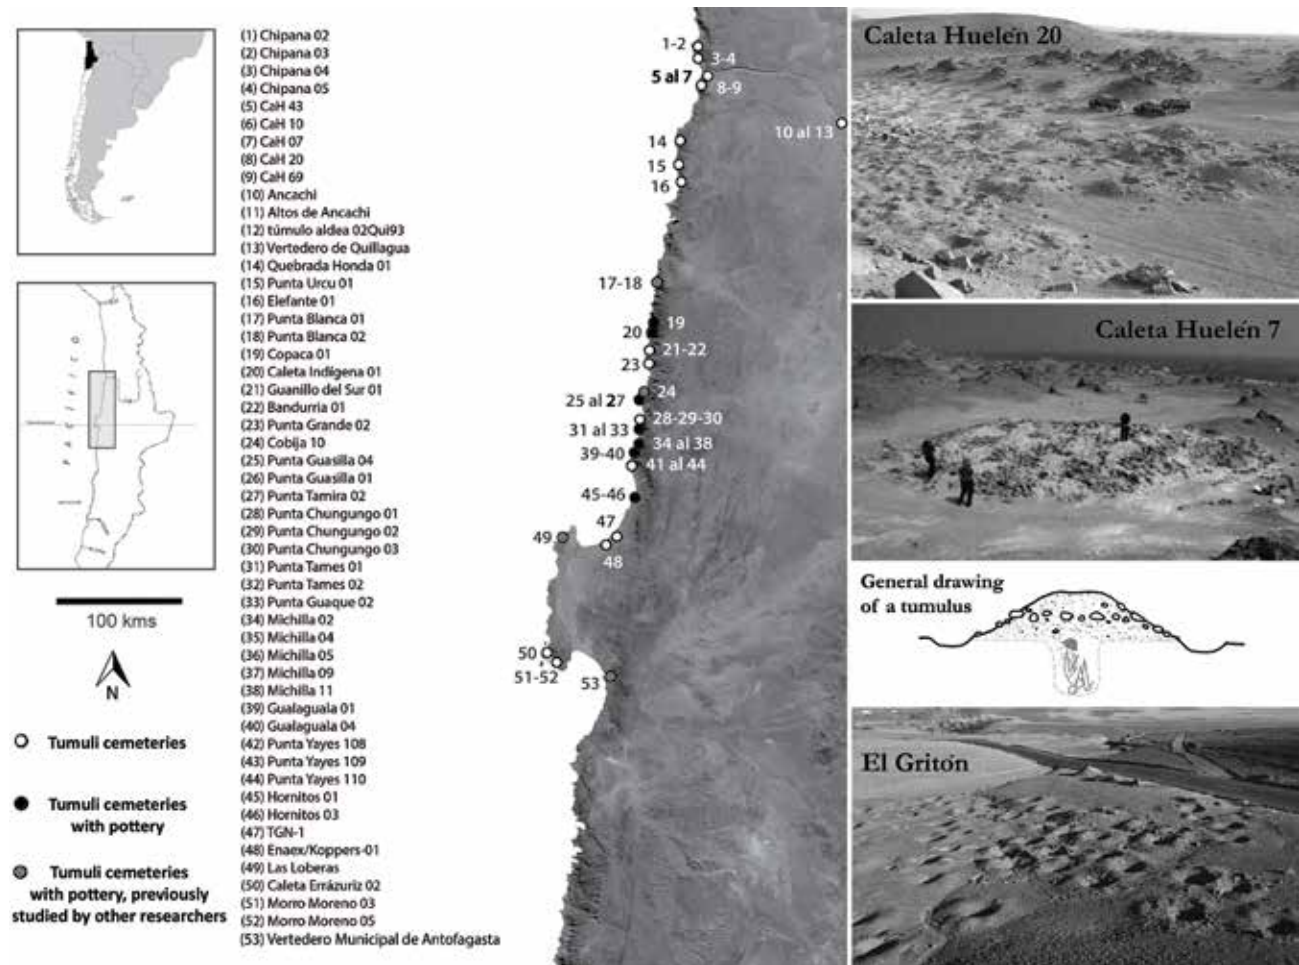 (1) Chipana 02
(2) Chipana 03
(3) Chipana 04
(4) Chipana 05
(5) CaH 43
(6) CaH 10
(7) CaH 07
(8) CaH 20
(9) CaH 69
(10) Ancachi
(11) Altos de Ancachi
(12) túmulo aldea 02Qui93
(13) Vertedero de Quillagua
(14) Quebrada Honda 01
(15) Punta Urcu 01
(16) Elefante 01
(17) Punta Blanca 01
(18) Punta Blanca 02
(19) Copaca 01
(20) Caleta Indígena 01
(21) Guanillo del Sur 01
(22) Bandurria 01
(23) Punta Grande 02
(24) Cobija 10
(25) Punta Guasilla 04
(26) Punta Guasilla 01
(27) Punta Tamira 02
(28) Punta Chungungo 01
(29) Punta Chungungo 02
(30) Punta Chungungo 03
(31) Punta Tames 01
(32) Punta Tames 02
(33) Punta Guaque 02
(34) Michilla 02
(35) Michilla 04
(36) Michilla 05
(37) Michilla 09
(38) Michilla 11
(39) Gualaguala 01
(40) Gualaguala 04
(42) Punta Yayes 108
(43) Punta Yayes 109
(44) Punta Yayes 110
(45) Hornitos 01
(46) Hornitos 03
(47) TGN-1
(48) Enaex/Koppers-01
(49) Las Loberas
(50) Caleta Errázuriz 02
(51) Morro Moreno 03
(52) Morro Moreno 05
(53) Vertedero Municipal de Antofagasta
PACÍFICO
100 kms
N
Tumuli cemeteries
Tumuli cemeteries
with pottery
Tumuli cemeteries
with pottery, previously
studied by other researchers
1-2
3-4
5 al 7
8-9
10 al 13
14
15
16
17-18
19
20
21-22
23
24
25 al 27
28-29-30
31 al 33
34 al 38
39-40
41 al 44
45-46
47
49
48
50
51-52
53
Caleta Huelén 20
Caleta Huelén 7
General drawing
of a tumulus
El Gritón